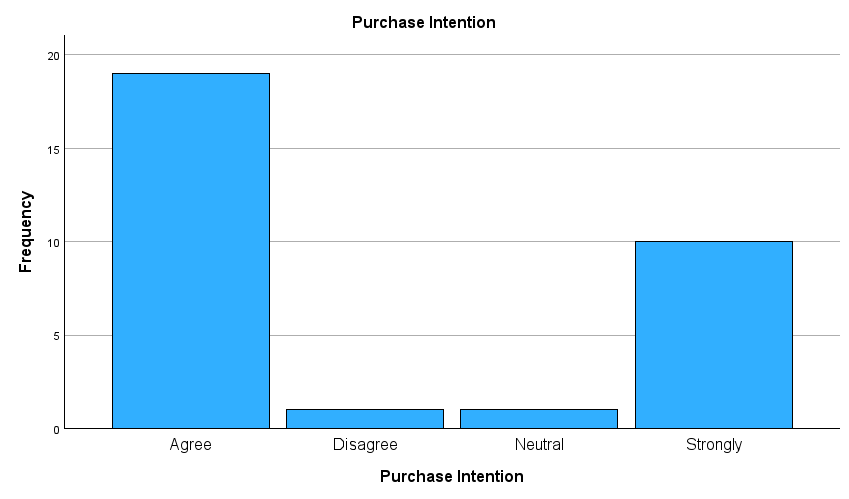 Purchase Intention
20
15
10
5
0
Frequency
Agree Disagree Neutral Strongly
Purchase Intention